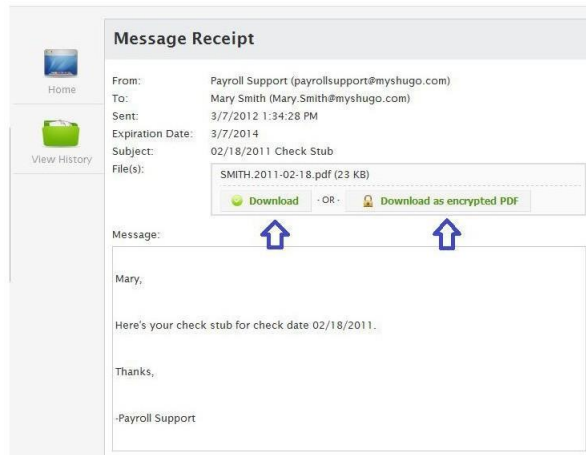 Message Receipt
Home
View History
From: Payroll Support (payrollsupport@myshugo.com)
To: Mary Smith (Mary.Smith@myshugo.com)
Sent: 3/7/2012 1:34:28 PM
Expiration Date: 3/7/2014
Subject: 02/18/2011 Check Stub
File(s): SMITH.2011-02-18.pdf (23 KB)
Download - OR - Download as encrypted PDF
Message:
Mary,
Here's your check stub for check date 02/18/2011.
Thanks,
-Payroll Support